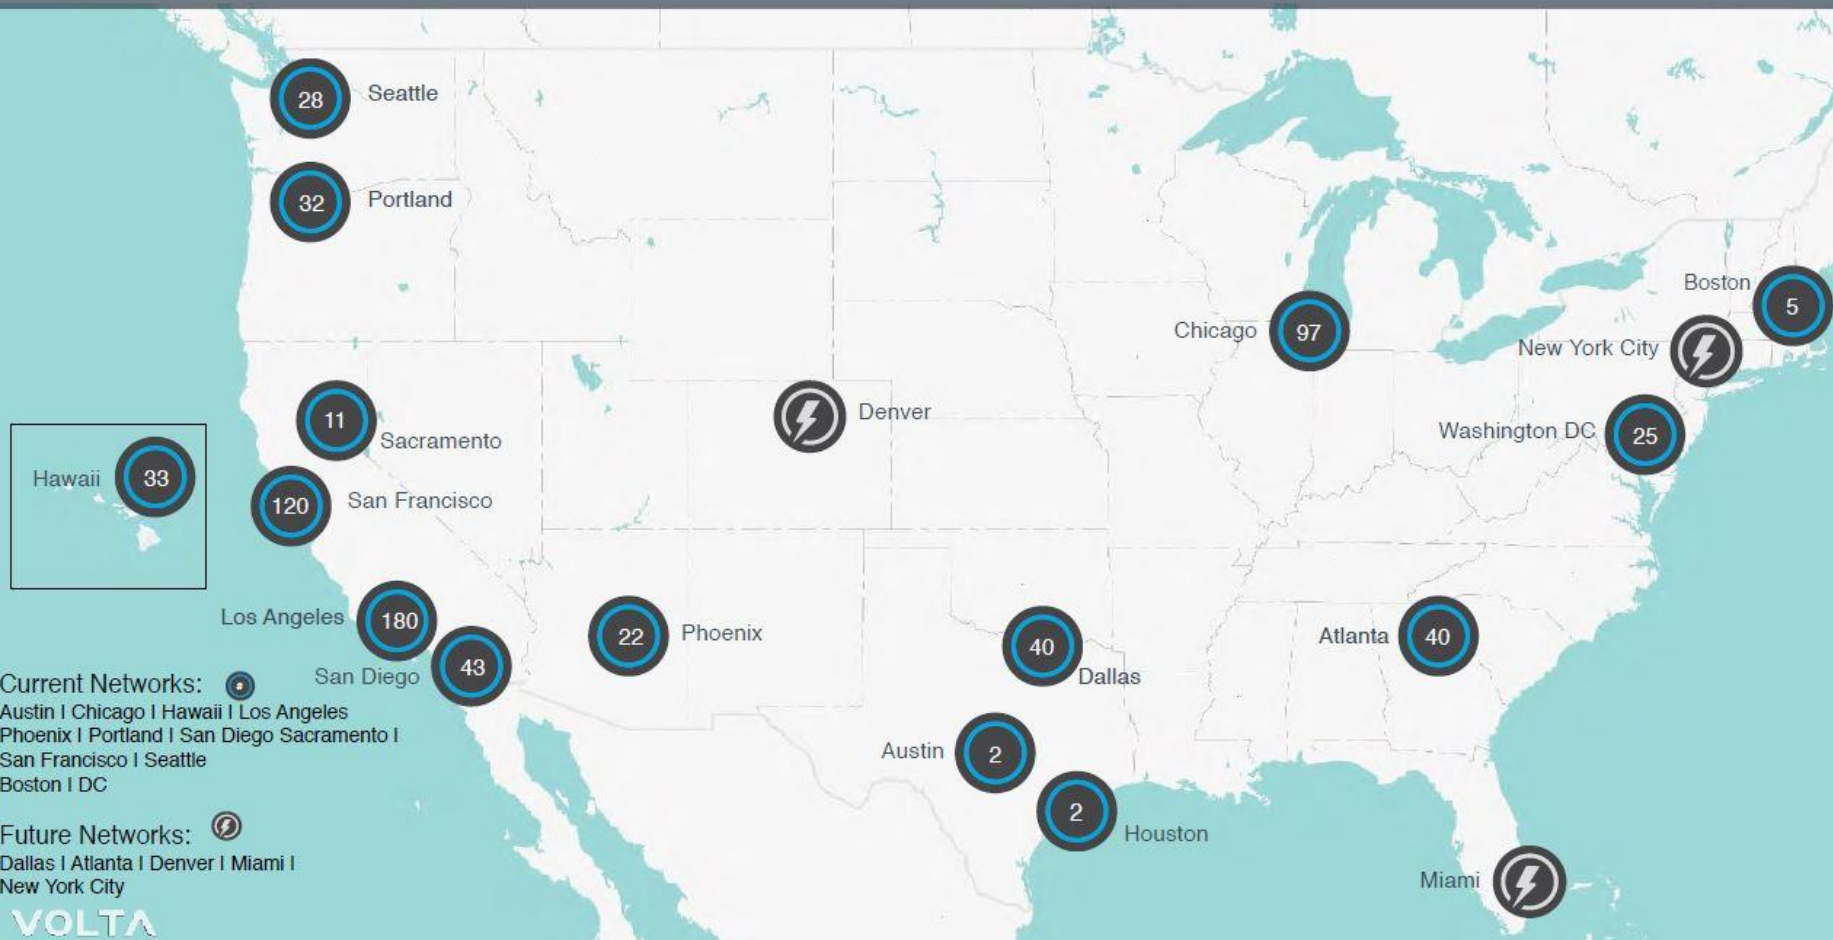 28 Seattle
32 Portland
Boston
5
Chicago 97
New York City
Denver
11
Sacramento
Washington DC 25
Hawaii 33
120 San Francisco
Los Angeles 180
22 Phoenix
40
Dallas
Atlanta 40
San Diego 43
Current Networks: #
Austin I Chicago I Hawaii I Los Angeles
Phoenix I Portland I San Diego Sacramento I
San Francisco I Seattle
Boston I DC
Austin 2
2
Houston
Future Networks:
Dallas I Atlanta I Denver I Miami I
New York City
Miami
VOLTA